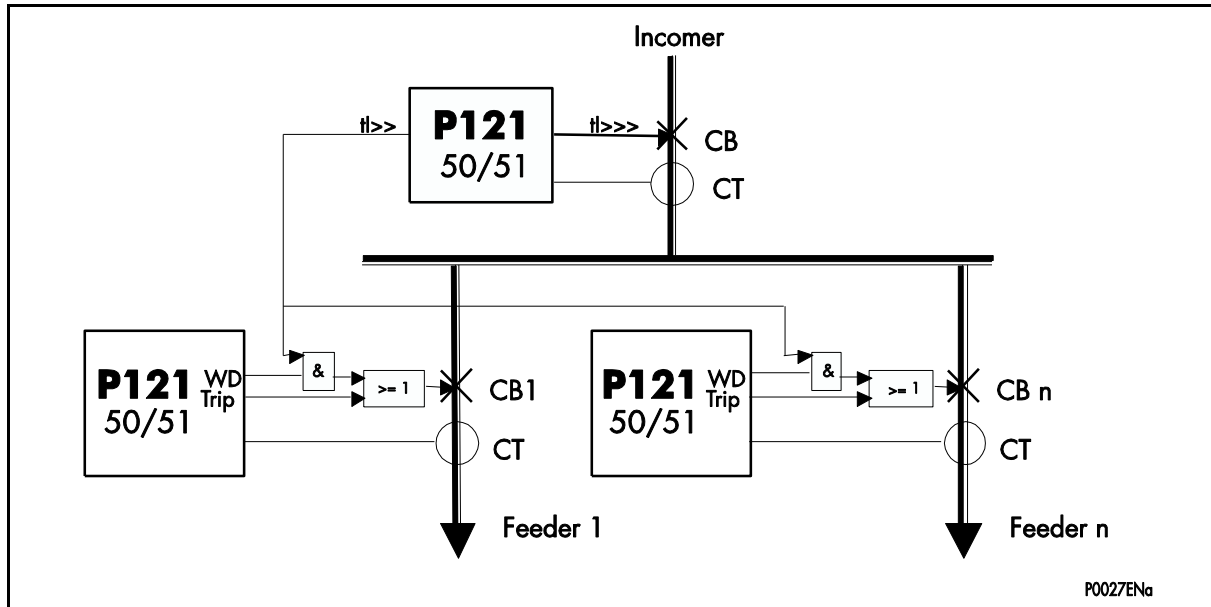 Incomer
tI>>
P121
50/51
tI>>>
CB
CT
P121
50/51
WD
Trip
&
>= 1
CB1
CT
Feeder 1
P121
50/51
WD
Trip
&
>= 1
CB n
CT
Feeder n
P0027ENa